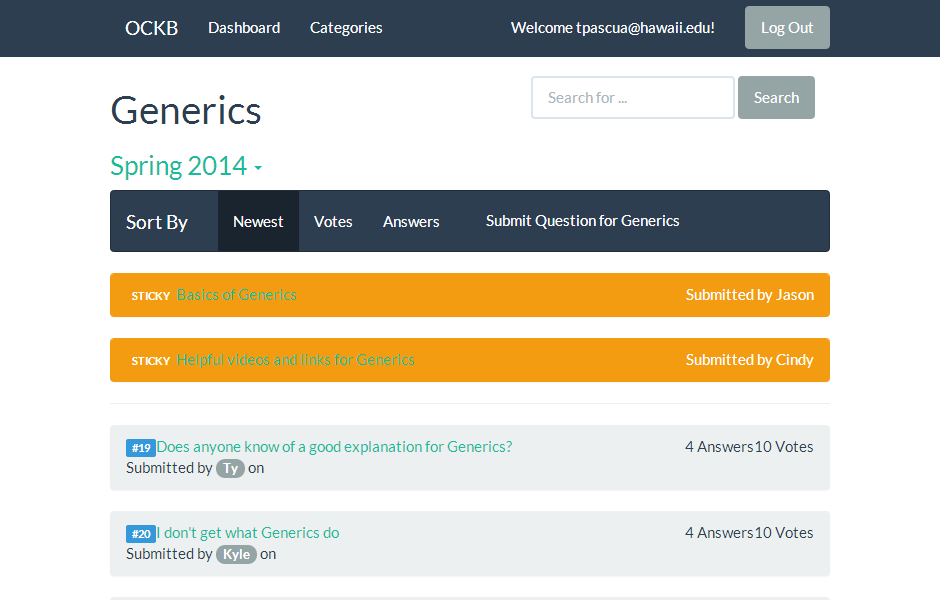 OCKB Dashboard Categories Welcome tpascua@hawaii.edu! Log Out
Generics
Search for ... Search
Spring 2014
Sort By Newest Votes Answers Submit Question for Generics
STICKY Basics of Generics Submitted by Jason
STICKY Helpful videos and links for Generics Submitted by Cindy
#19 Does anyone know of a good explanation for Generics? 4 Answers10 Votes
Submitted by Ty on
#20 I don't get what Generics do 4 Answers10 Votes
Submitted by Kyle on